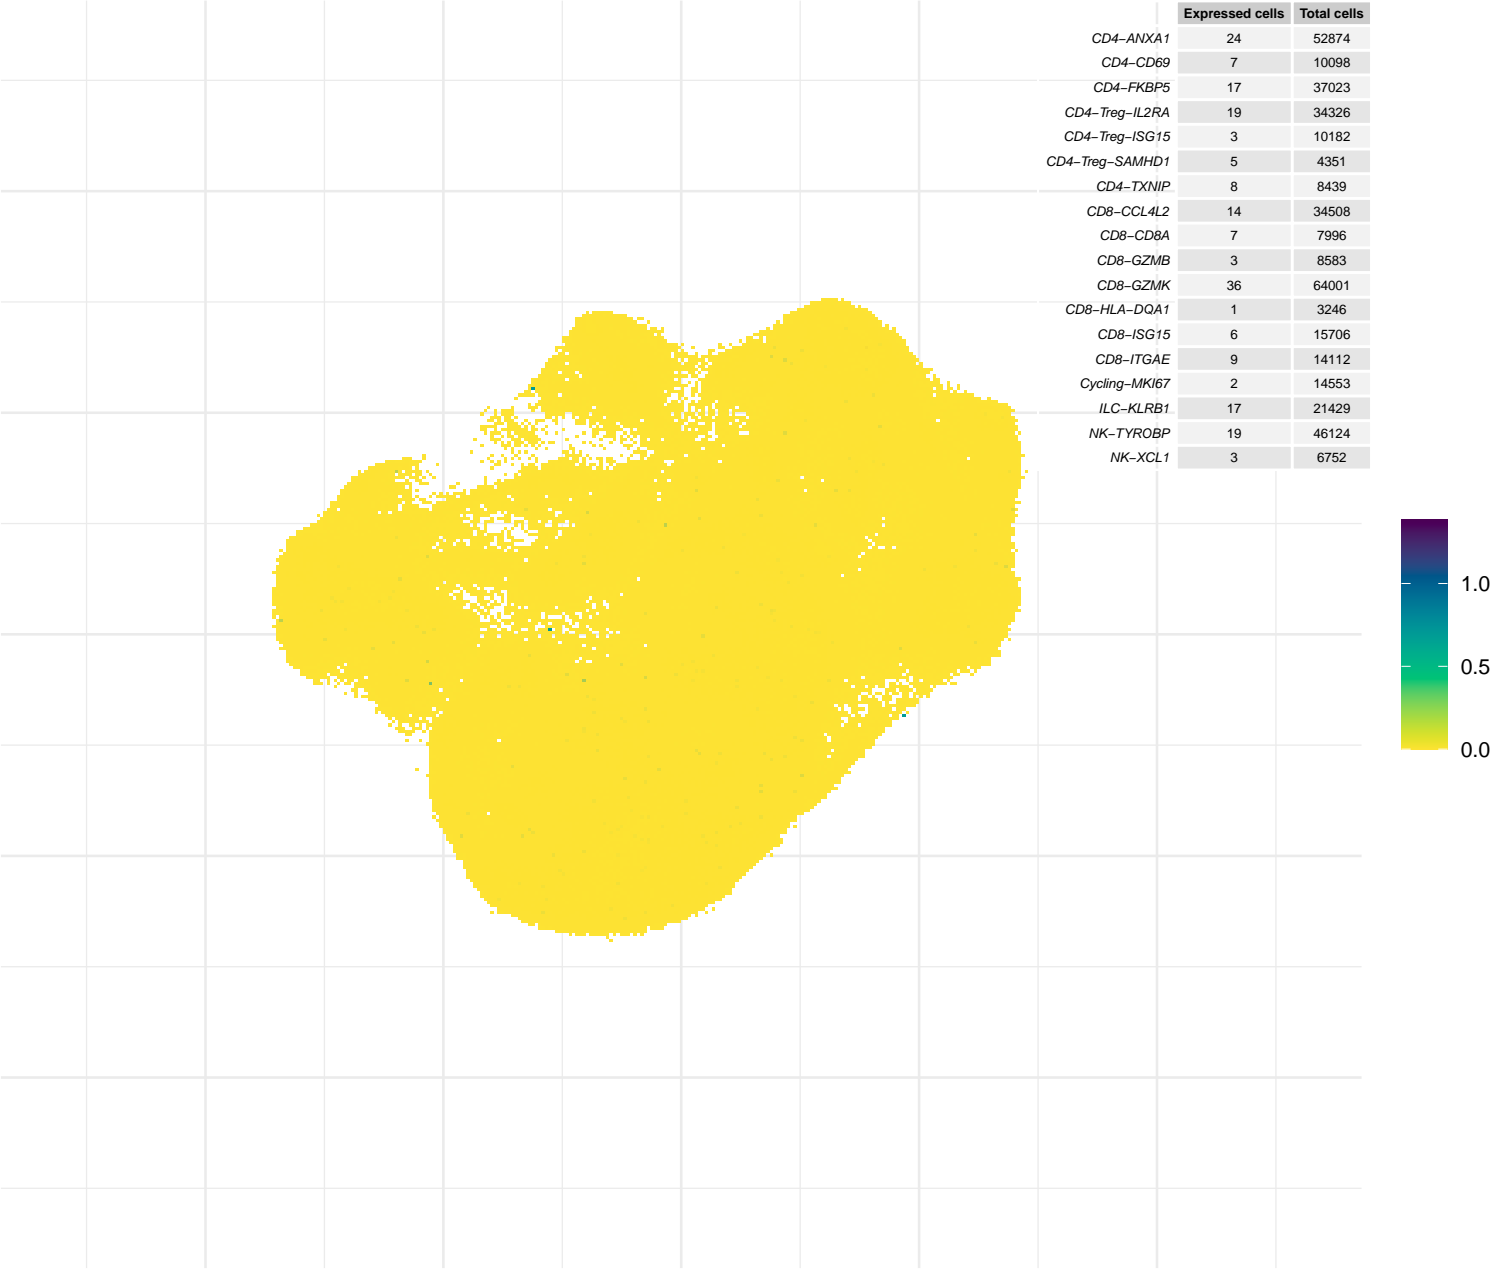 Expressed cells Total cells
CD4−ANXA1 24 52874
CD4−CD69 7 10098
CD4−FKBP5 17 37023
CD4−Treg−IL2RA 19 34326
CD4−Treg−ISG15 3 10182
CD4−Treg−SAMHD1 5 4351
CD4−TXNIP 8 8439
CD8−CCL4L2 14 34508
CD8−CD8A 7 7996
CD8−GZMB 3 8583
CD8−GZMK 36 64001
CD8−HLA−DQA1 1 3246
CD8−ISG15 6 15706
CD8−ITGAE 9 14112
Cycling−MKI67 2 14553
ILC−KLRB1 17 21429
NK−TYROBP 19 46124
NK−XCL1 3 6752
1.0
0.5
0.0